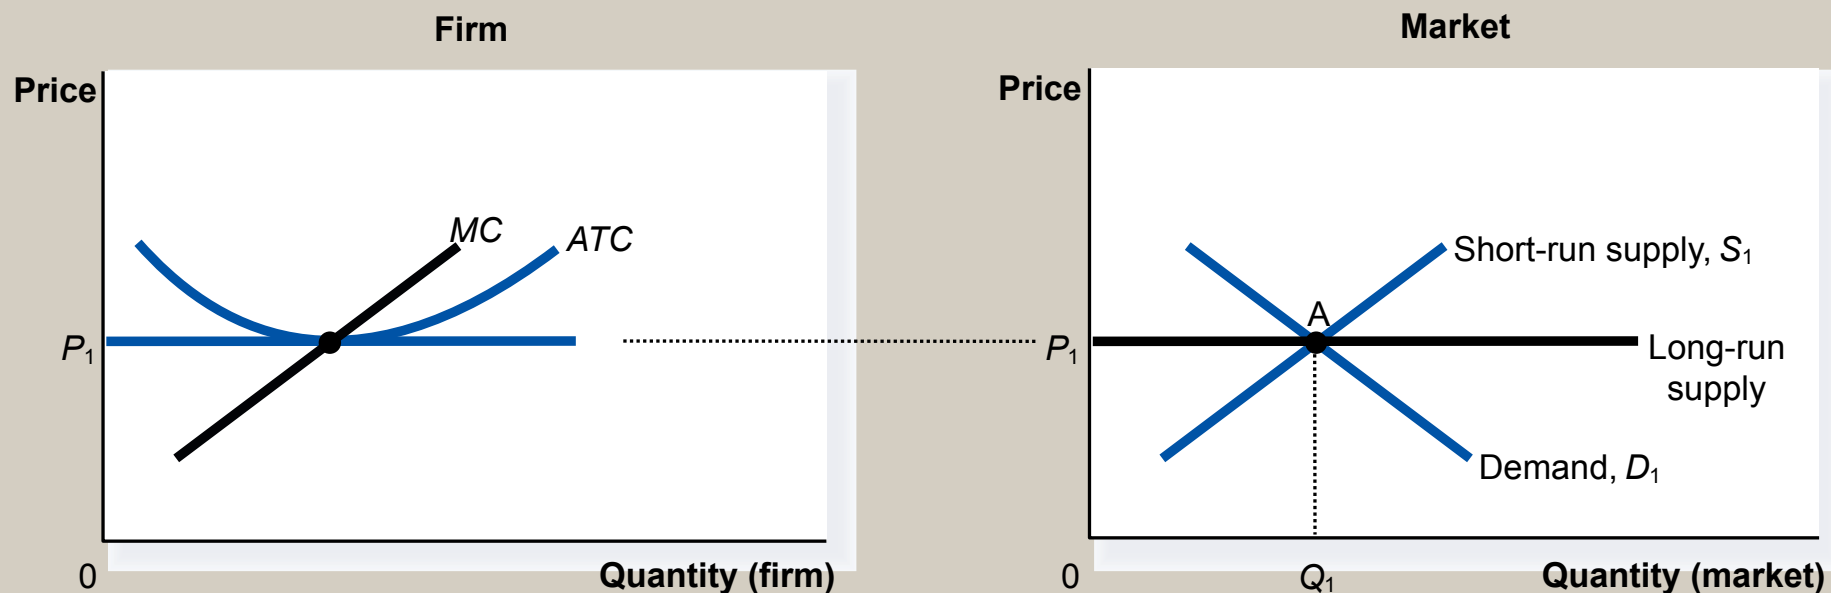 Firm
Price
MC
ATC
P1
0
Quantity (firm)
Market
Price
Short-run supply, S1
A
P1
Long-run
supply
Demand, D1
0
Q1
Quantity (market)